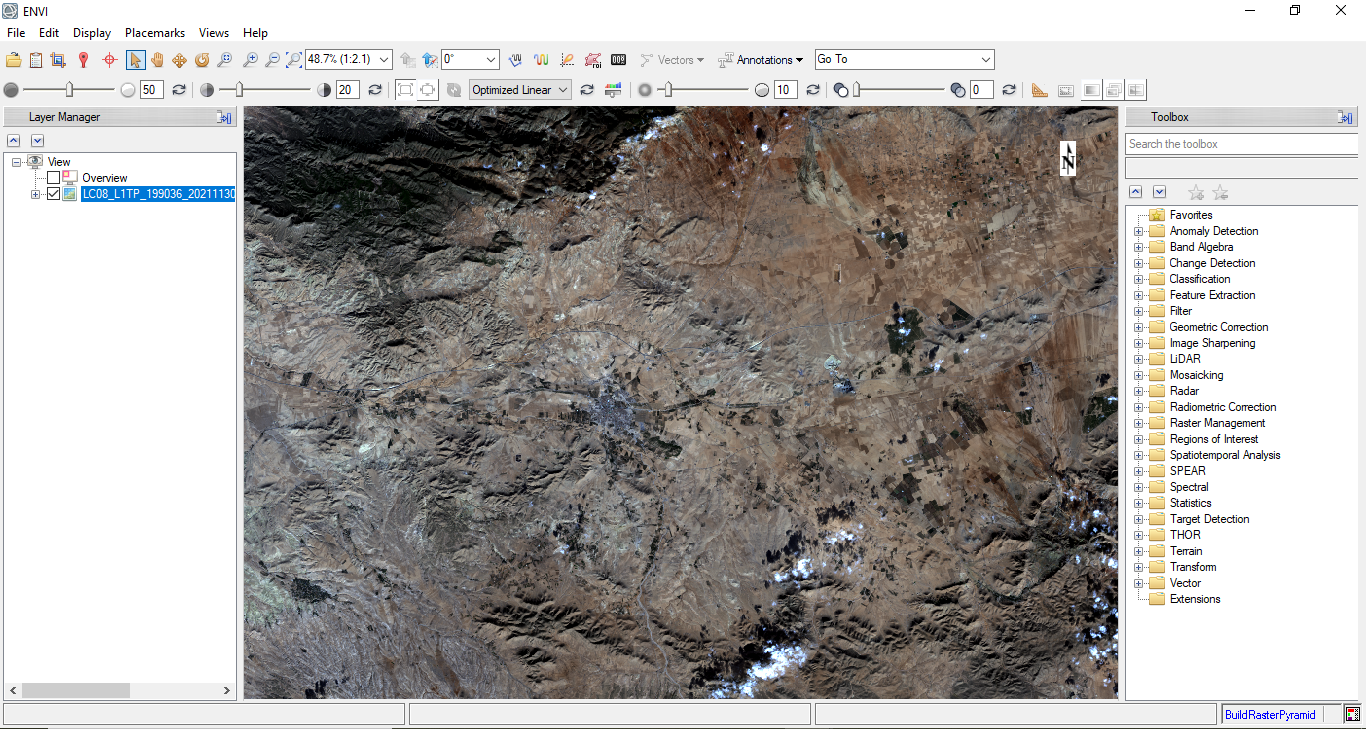 ENVI
File Edit Display Placemarks Views Help
48.7% (1:2.1) 0° Vectors Annotations Go To
50 20 Optimized Linear 10 0
Layer Manager
View
Overview
LC08_L1TP_199036_20211130
N
Toolbox
Search the toolbox
Favorites
Anomaly Detection
Band Algebra
Change Detection
Classification
Feature Extraction
Filter
Geometric Correction
Image Sharpening
LiDAR
Mosaicking
Radar
Radiometric Correction
Raster Management
Regions of Interest
Spatiotemporal Analysis
SPEAR
Spectral
Statistics
Target Detection
THOR
Terrain
Transform
Vector
Extensions
BuildRasterPyramid